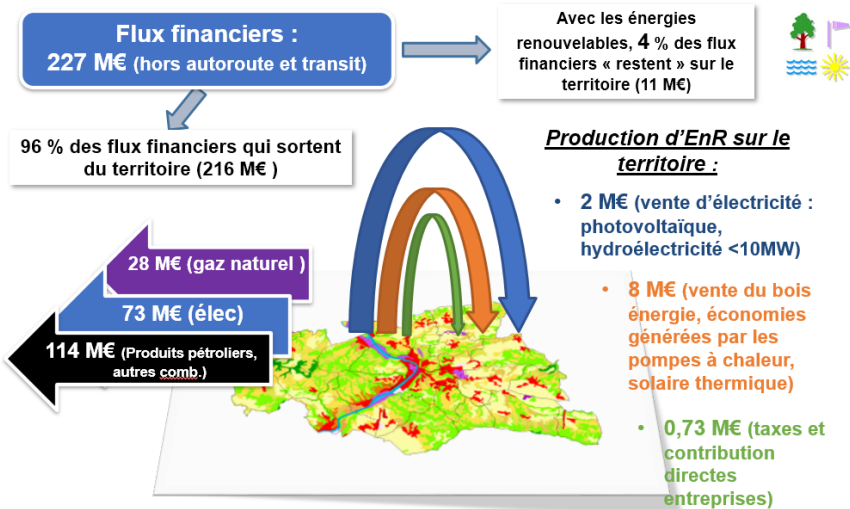 Flux financiers :
227 M€ (hors autoroute et transit)
Avec les énergies
renouvelables, 4 % des flux
financiers « restent » sur le
territoire (11 M€)
96 % des flux financiers qui sortent
du territoire (216 M€ )
Production d’EnR sur le
territoire :
• 2 M€ (vente d’électricité :
photovoltaïque,
hydroélectricité <10MW)
28 M€ (gaz naturel )
73 M€ (élec)
114 M€ (Produits pétroliers,
autres comb.)
• 8 M€ (vente du bois
énergie, économies
générées par les
pompes à chaleur,
solaire thermique)
• 0,73 M€ (taxes et
contribution
directes
entreprises)